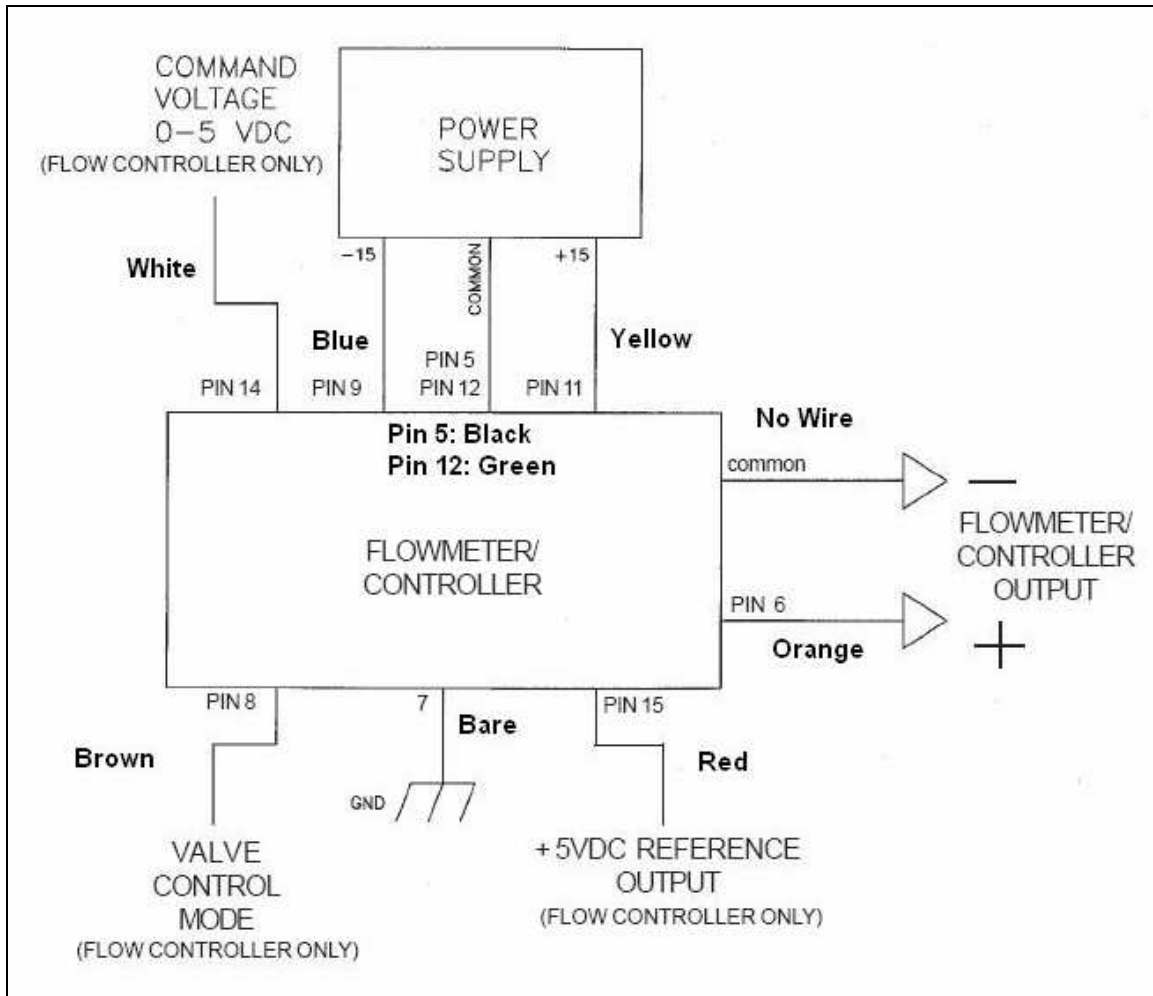 COMMAND
VOLTAGE
0-5 VDC
(FLOW CONTROLLER ONLY)
POWER
SUPPLY
-15
COMMON
+15
White
Blue
Yellow
PIN 14
PIN 9
PIN 5
PIN 12
PIN 11
Pin 5: Black
Pin 12: Green
No Wire
common
FLOWMETER/
CONTROLLER
OUTPUT
FLOWMETER/
CONTROLLER
PIN 6
Orange
PIN 8
7
PIN 15
Brown
Bare
Red
GND
VALVE
CONTROL
MODE
(FLOW CONTROLLER ONLY)
+5VDC REFERENCE
OUTPUT
(FLOW CONTROLLER ONLY)